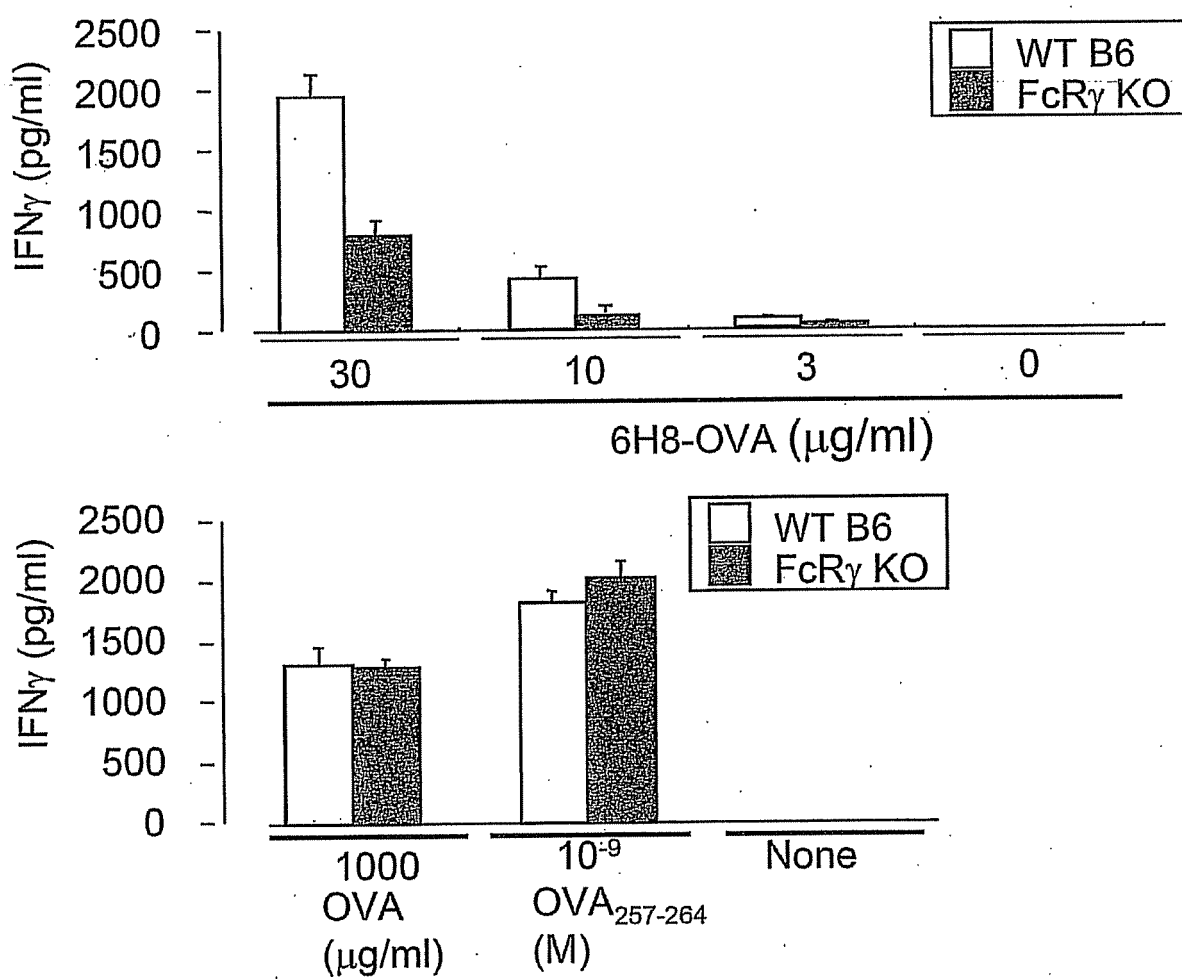 2500
2000
1500
1000
500
0
IFNγ (pg/ml)
WT B6
FcRγ KO
30 10 3 0
6H8-OVA (μg/ml)
2500
2000
1500
1000
500
0
IFNγ (pg/ml)
WT B6
FcRγ KO
1000 10⁻⁹ None
OVA OVA₂₅₇₋₂₆₄
(μg/ml) (M)